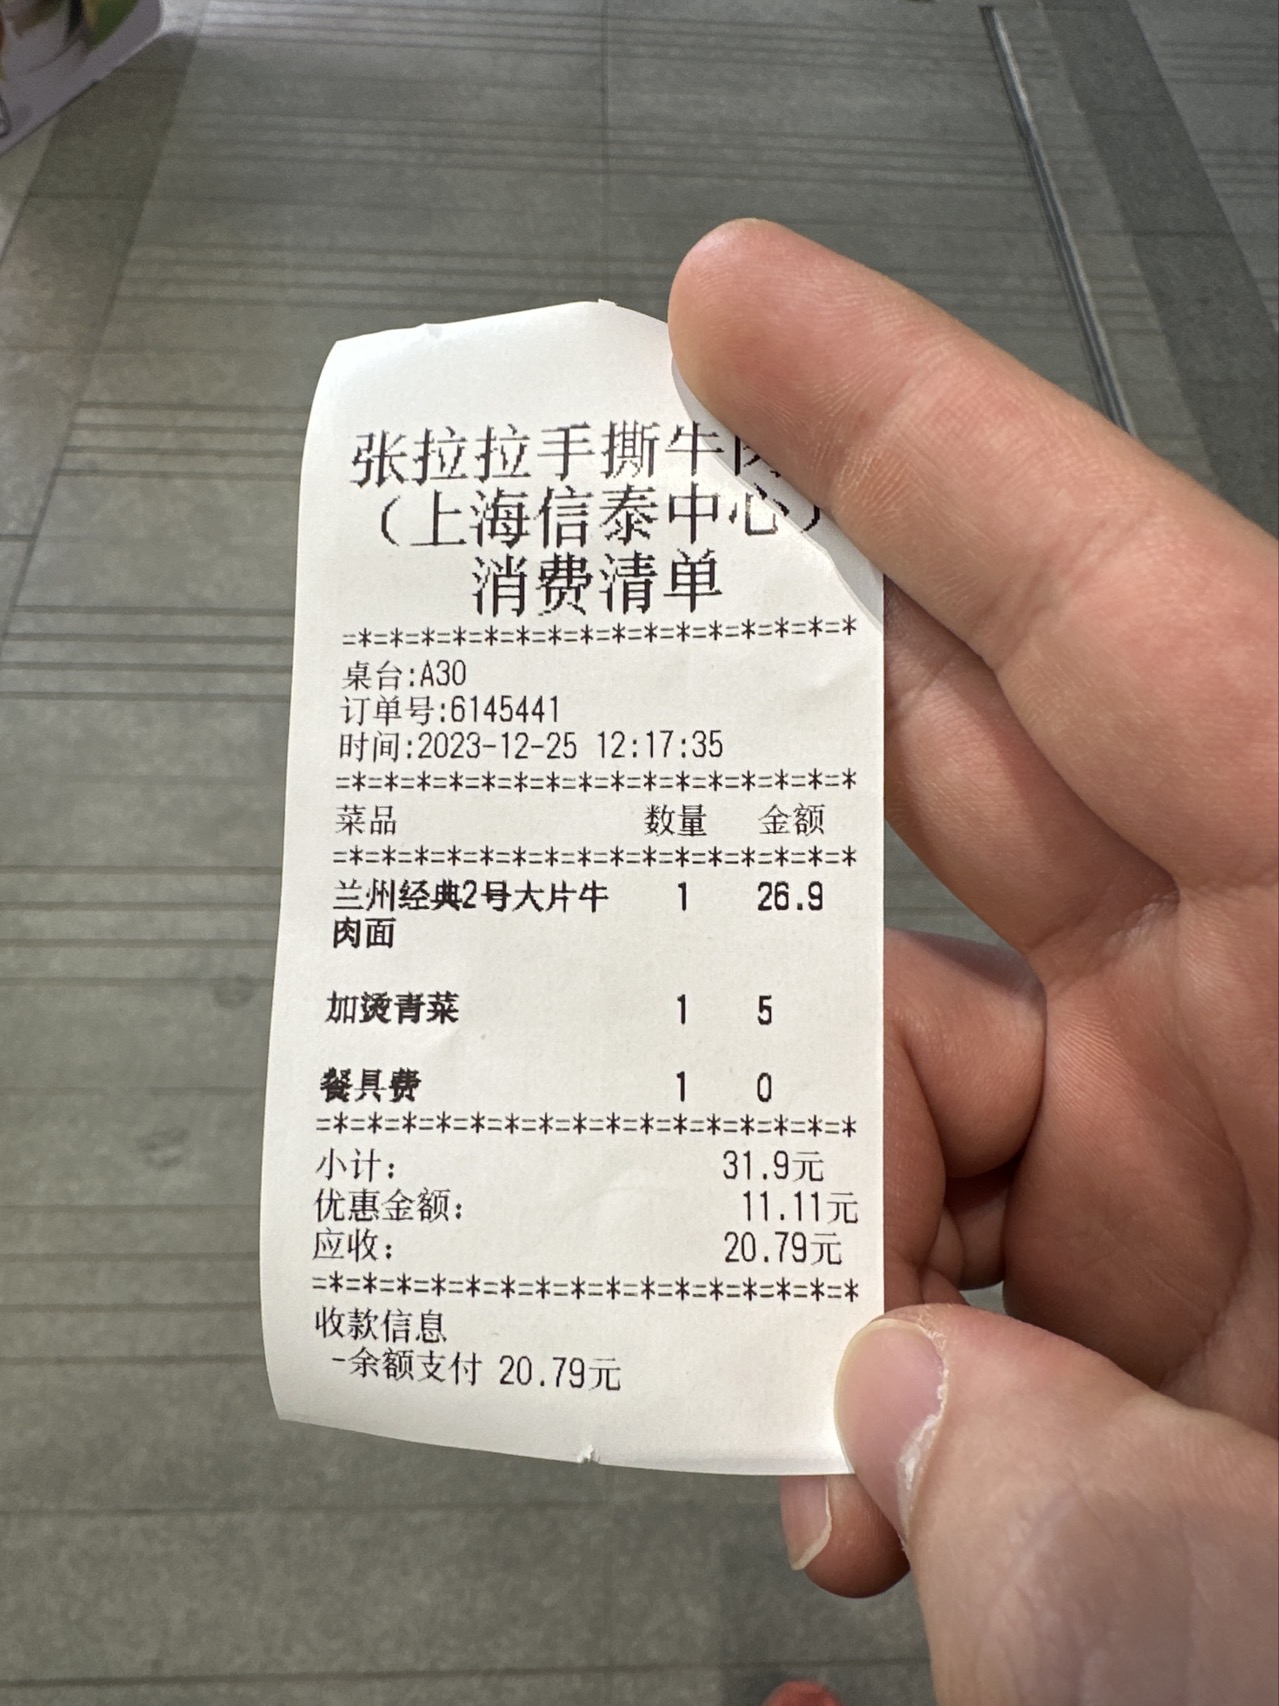 张拉拉手撕牛肉
（上海信泰中心）
消费清单
=*=*=*=*=*=*=*=*=*=*=*=*=*=*=*=*
桌台:A30
订单号:6145441
时间:2023-12-25 12:17:35
=*=*=*=*=*=*=*=*=*=*=*=*=*=*=*=*
菜品 数量 金额
=*=*=*=*=*=*=*=*=*=*=*=*=*=*=*=*
兰州经典2号大片牛 1 26.9
肉面
加烫青菜 1 5
餐具费 1 0
=*=*=*=*=*=*=*=*=*=*=*=*=*=*=*=*
小计: 31.9元
优惠金额: 11.11元
应收: 20.79元
=*=*=*=*=*=*=*=*=*=*=*=*=*=*=*=*
收款信息
-余额支付 20.79元